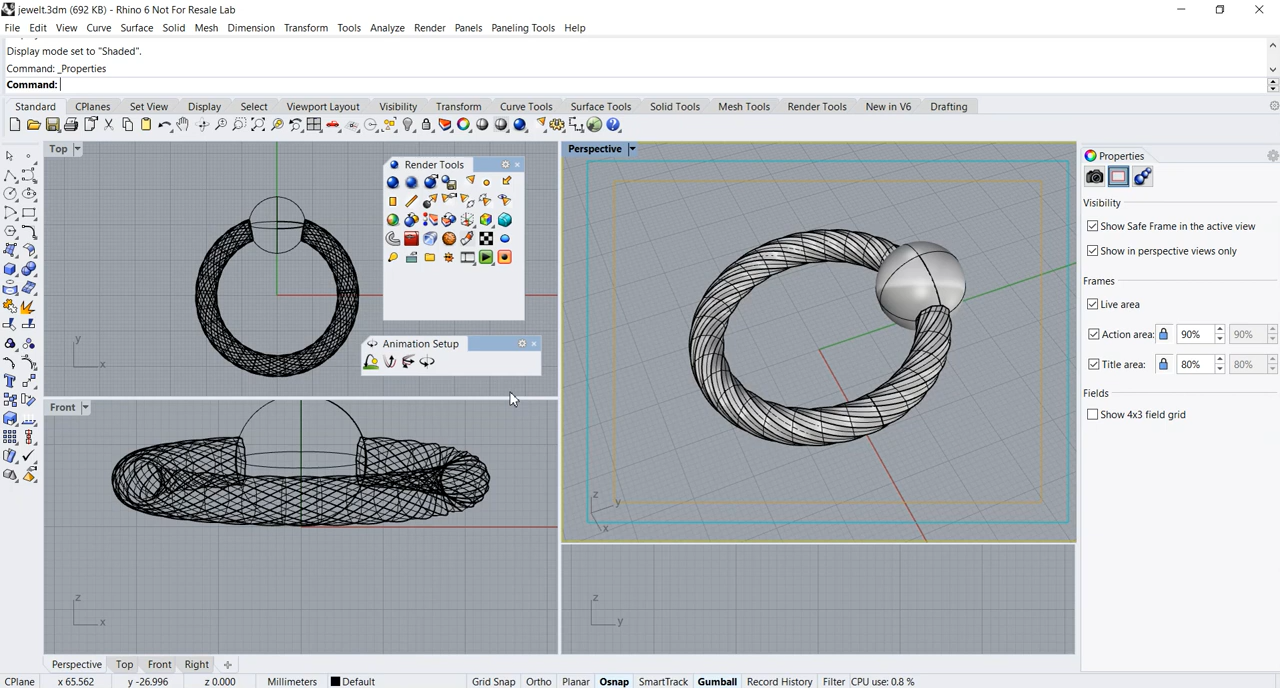 jewelt.3dm (692 KB) - Rhino 6 Not For Resale Lab
File Edit View Curve Surface Solid Mesh Dimension Transform Tools Analyze Render Panels Paneling Tools Help
Display mode set to "Shaded".
Command: _Properties
Command:
Standard CPlanes Set View Display Select Viewport Layout Visibility Transform Curve Tools Surface Tools Solid Tools Mesh Tools Render Tools New in V6 Drafting
Top
Render Tools
Perspective
Properties
Visibility
Show Safe Frame in the active view
Show in perspective views only
Frames
Live area
Action area: 90% 90%
Title area: 80% 80%
Fields
Show 4x3 field grid
Animation Setup
y
x
Front
z
y
x
z
x
z
y
Perspective Top Front Right
CPlane x 65.562 y -26.996 z 0.000 Millimeters Default Grid Snap Ortho Planar Osnap SmartTrack Gumball Record History Filter CPU use: 0.8 %